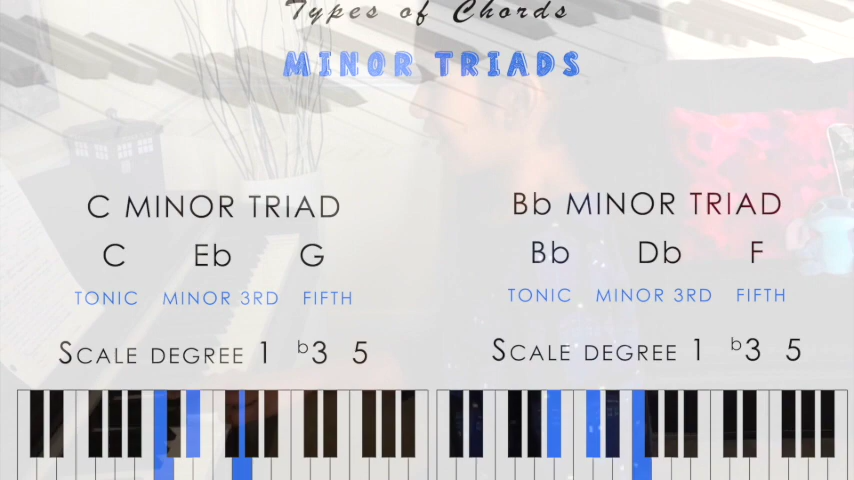 Types of Chords
MINOR TRIADS
C MINOR TRIAD
C Eb G
TONIC MINOR 3RD FIFTH
SCALE DEGREE 1 b3 5
Bb MINOR TRIAD
Bb Db F
TONIC MINOR 3RD FIFTH
SCALE DEGREE 1 b3 5